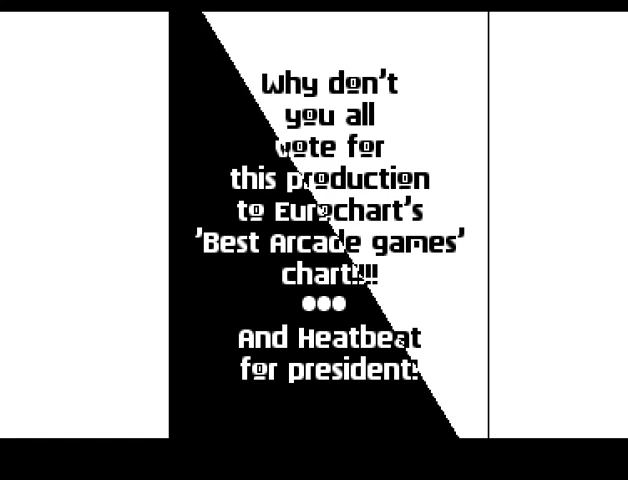 Why don't
you all
vote for
this production
to Eurochart's
'Best Arcade games'
chart!!!!
●●●
And Heatbeat
for president!